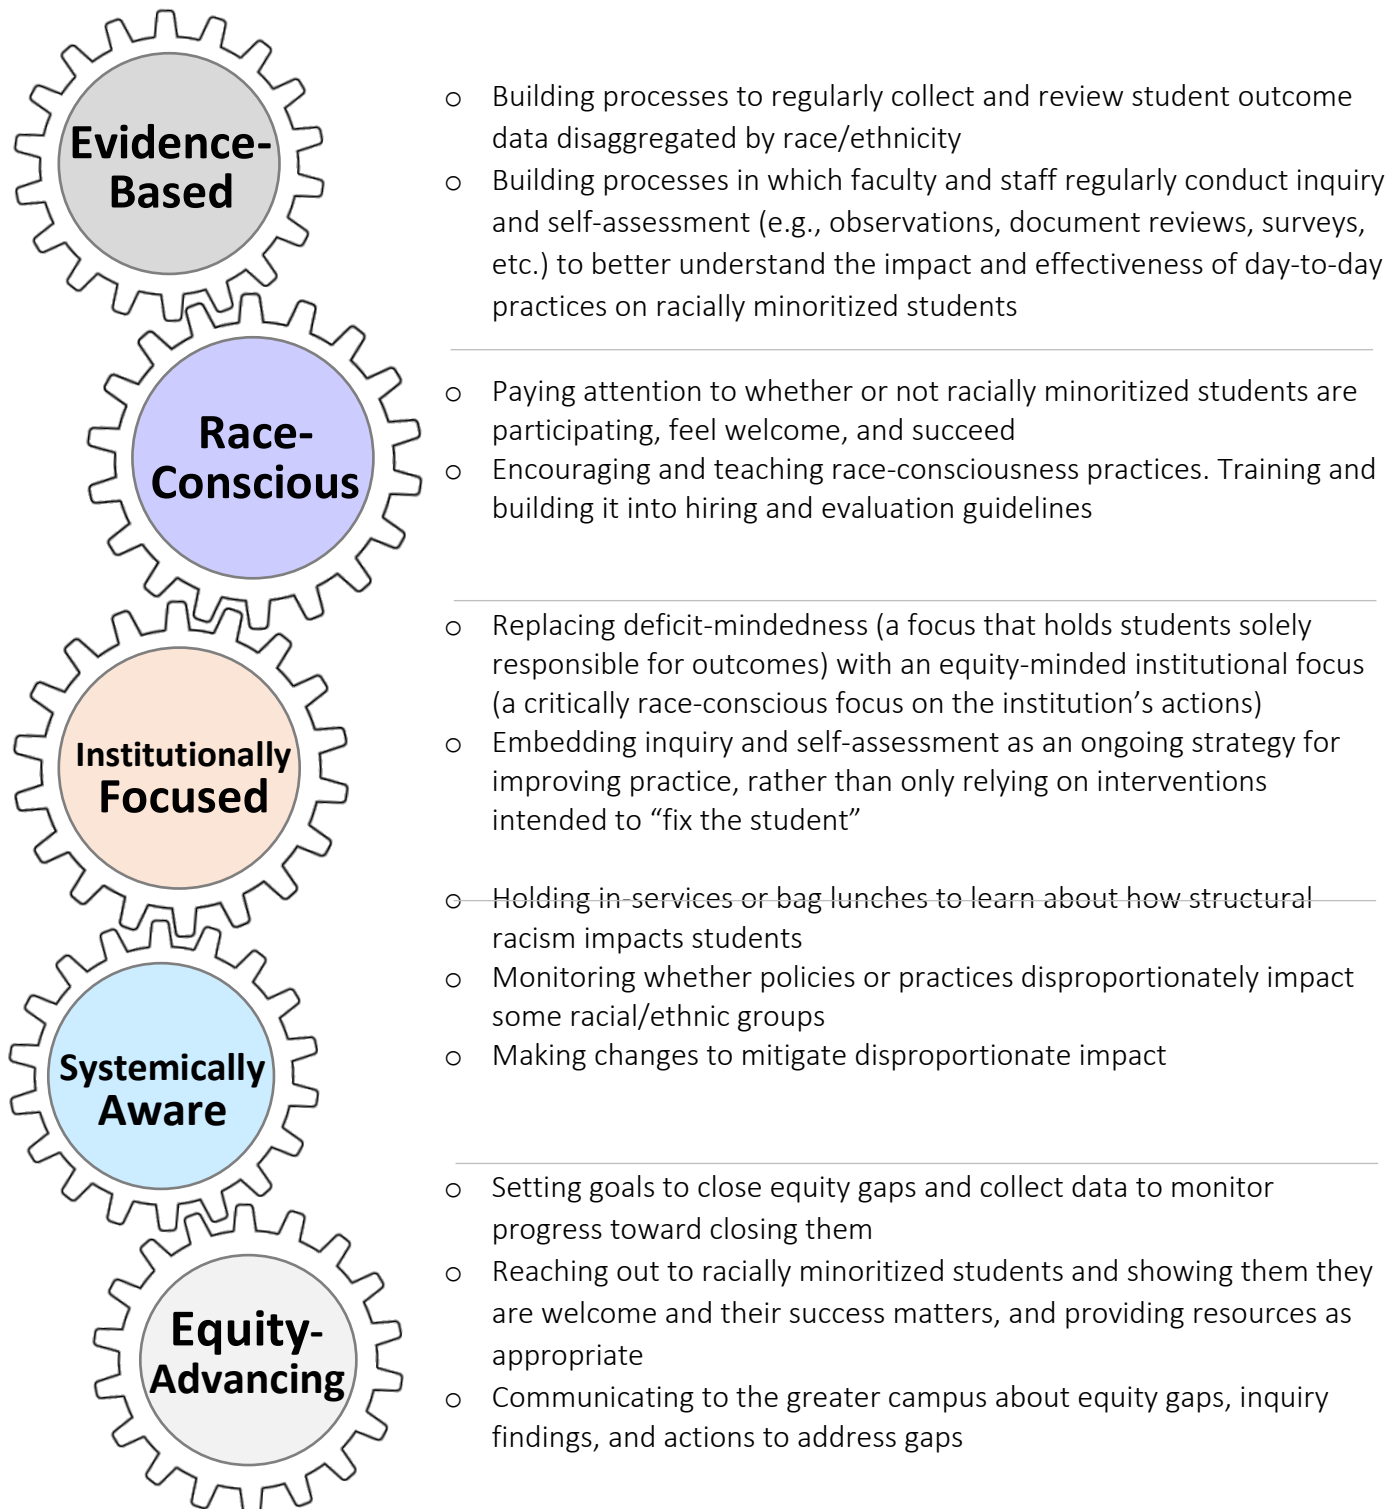 Evidence-
Based
o Building processes to regularly collect and review student outcome
data disaggregated by race/ethnicity
o Building processes in which faculty and staff regularly conduct inquiry
and self-assessment (e.g., observations, document reviews, surveys,
etc.) to better understand the impact and effectiveness of day-to-day
practices on racially minoritized students
Race-
Conscious
o Paying attention to whether or not racially minoritized students are
participating, feel welcome, and succeed
o Encouraging and teaching race-consciousness practices. Training and
building it into hiring and evaluation guidelines
Institutionally
Focused
o Replacing deficit-mindedness (a focus that holds students solely
responsible for outcomes) with an equity-minded institutional focus
(a critically race-conscious focus on the institution’s actions)
o Embedding inquiry and self-assessment as an ongoing strategy for
improving practice, rather than only relying on interventions
intended to “fix the student”
Systemically
Aware
o Holding in-services or bag lunches to learn about how structural
racism impacts students
o Monitoring whether policies or practices disproportionately impact
some racial/ethnic groups
o Making changes to mitigate disproportionate impact
Equity-
Advancing
o Setting goals to close equity gaps and collect data to monitor
progress toward closing them
o Reaching out to racially minoritized students and showing them they
are welcome and their success matters, and providing resources as
appropriate
o Communicating to the greater campus about equity gaps, inquiry
findings, and actions to address gaps